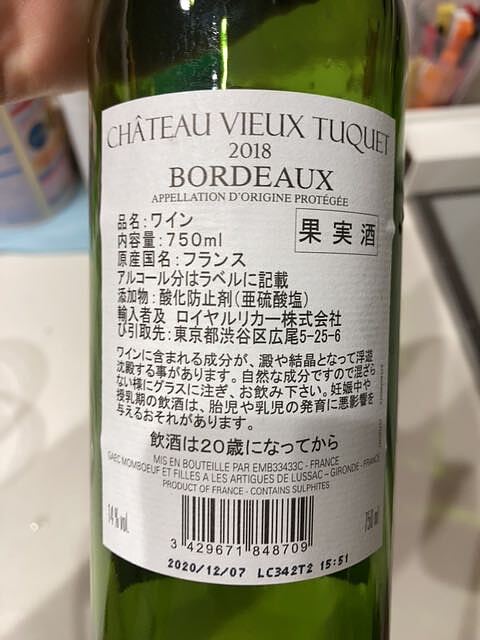 CHÂTEAU VIEUX TUQUET
2018
BORDEAUX
APPELLATION D'ORIGINE PROTÉGÉE
品名:ワイン
内容量:750ml
果実酒
原産国名:フランス
アルコール分はラベルに記載
添加物:酸化防止剤(亜硫酸塩)
輸入者及 ロイヤルリカー株式会社
び引取先:東京都渋谷区広尾5-25-6
ワインに含まれる成分が、澱や結晶となって浮遊
沈殿する事があります。自然な成分ですので混ざら
ない様にグラスに注ぎ、お飲み下さい。妊娠中や
授乳期の飲酒は、胎児や乳児の発育に悪影響を
与えるおそれがあります。
飲酒は20歳になってから
MIS EN BOUTEILLE PAR EMB33433C - FRANCE
GAEC MOMBOEUF ET FILLES A LES ARTIGUES DE LUSSAC - GIRONDE - FRANCE
PRODUCT OF FRANCE - CONTAINS SULPHITES
14% vol.
750 ml
3 429671 848709
2020/12/07 LC342T2 15:51